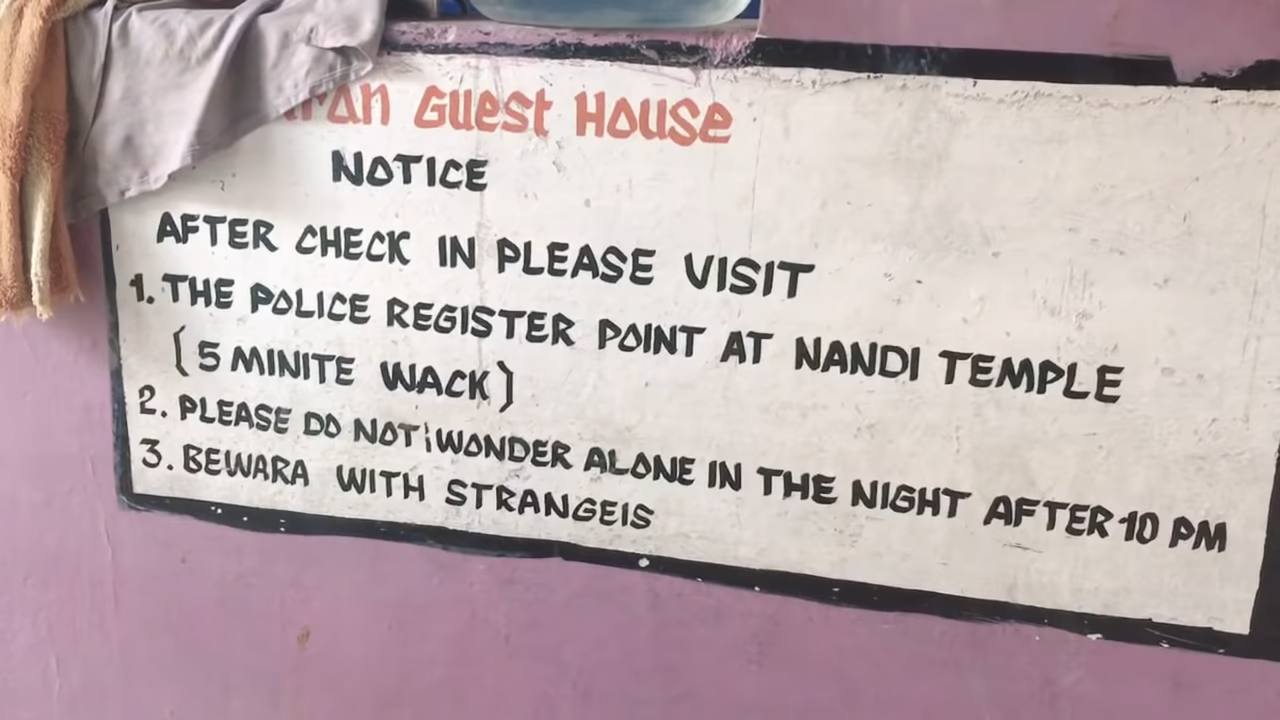 Guest House
NOTICE
AFTER CHECK IN PLEASE VISIT
1. THE POLICE REGISTER POINT AT NANDI TEMPLE
(5 MINITE WACK)
2. PLEASE DO NOT WONDER ALONE IN THE NIGHT AFTER 10 PM
3. BEWARA WITH STRANGEIS